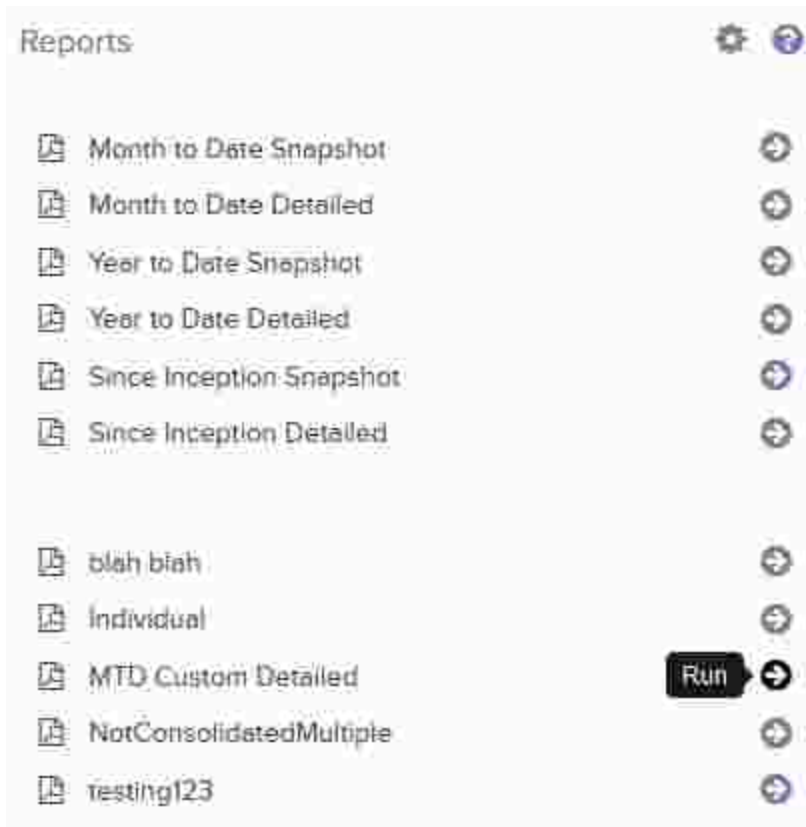 Reports
Month to Date Snapshot
Month to Date Detailed
Year to Date Snapshot
Year to Date Detailed
Since Inception Snapshot
Since Inception Detailed
blah blah
Individual
MTD Custom Detailed Run
NotConsolidatedMultiple
testing123